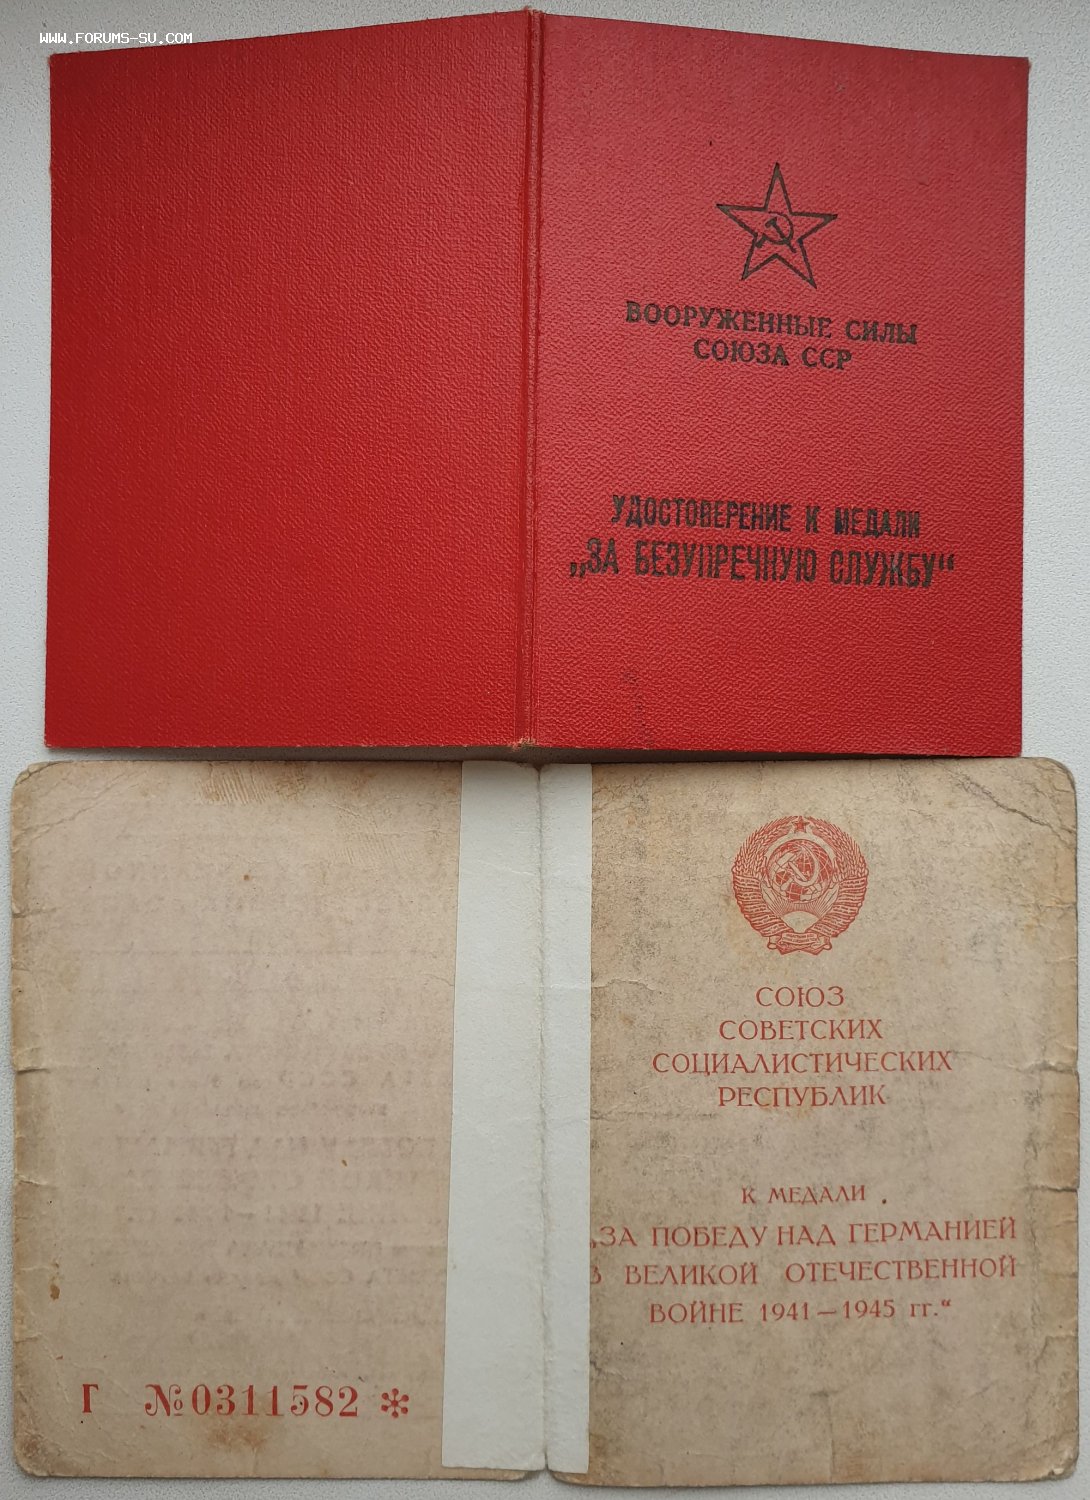 WWW.FORUMS-SU.COM
ВООРУЖЕННЫЕ СИЛЫ
СОЮЗА ССР
УДОСТОВЕРЕНИЕ К МЕДАЛИ
„ЗА БЕЗУПРЕЧНУЮ СЛУЖБУ“
СОЮЗ
СОВЕТСКИХ
СОЦИАЛИСТИЧЕСКИХ
РЕСПУБЛИК
К МЕДАЛИ
„ЗА ПОБЕДУ НАД ГЕРМАНИЕЙ
В ВЕЛИКОЙ ОТЕЧЕСТВЕННОЙ
ВОЙНЕ 1941—1945 гг.“
Г №0311582 *